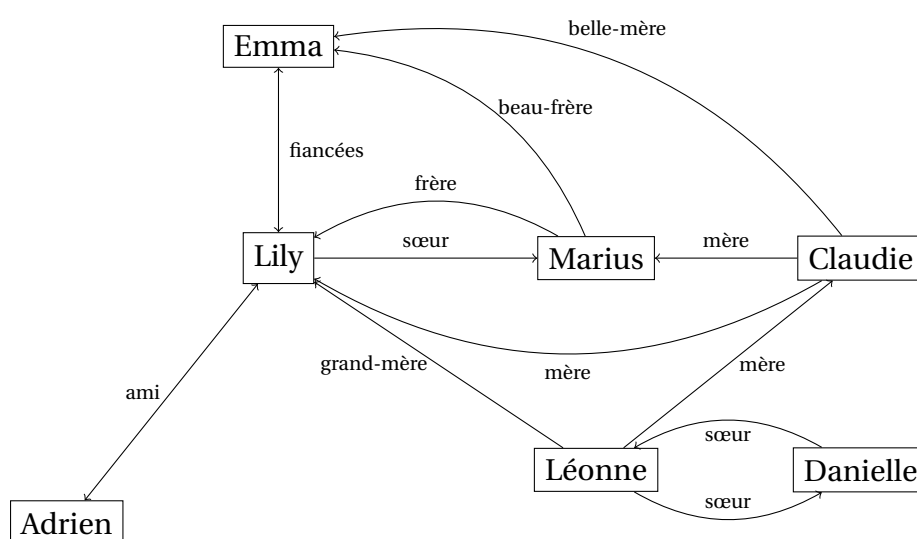 belle-mère
Emma
beau-frère
fiancées
frère
Lily
sœur
Marius
mère
Claudie
grand-mère
mère
mère
ami
sœur
Léonne
Danielle
sœur
Adrien